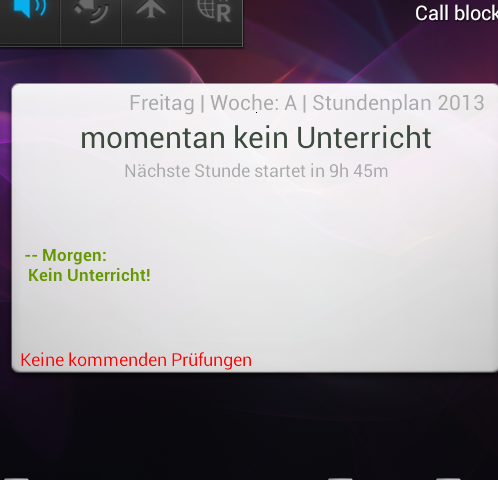 Call block
Freitag | Woche: A | Stundenplan 2013
momentan kein Unterricht
Nächste Stunde startet in 9h 45m
-- Morgen:
Kein Unterricht!
Keine kommenden Prüfungen